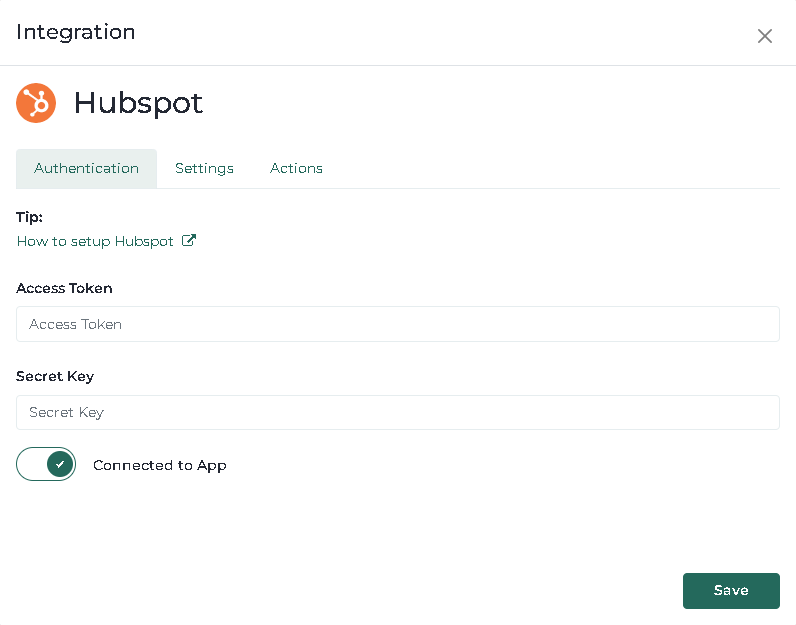 Integration
Hubspot
Authentication Settings Actions
Tip:
How to setup Hubspot
Access Token
Access Token
Secret Key
Secret Key
Connected to App
Save